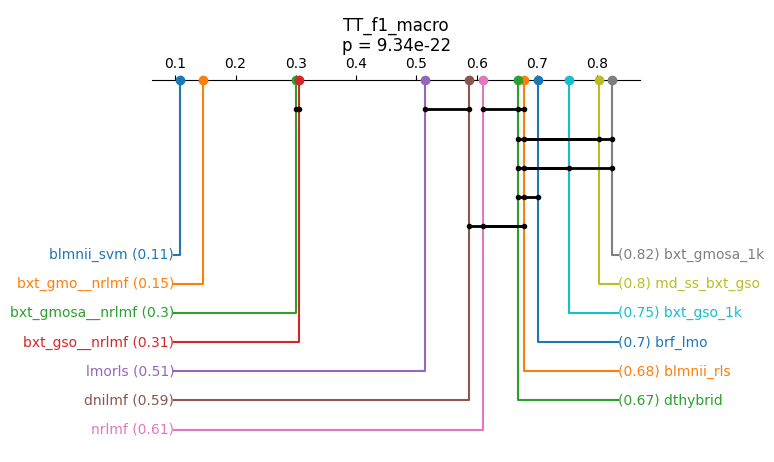 TT_f1_macro
p = 9.34e-22
0.1 0.2 0.3 0.4 0.5 0.6 0.7 0.8
blmnii_svm (0.11) (0.82) bxt_gmosa_1k
bxt_gmo__nrlmf (0.15) (0.8) md_ss_bxt_gso
bxt_gmosa__nrlmf (0.3) (0.75) bxt_gso_1k
bxt_gso__nrlmf (0.31) (0.7) brf_lmo
lmorls (0.51) (0.68) blmnii_rls
dnilmf (0.59) (0.67) dthybrid
nrlmf (0.61)